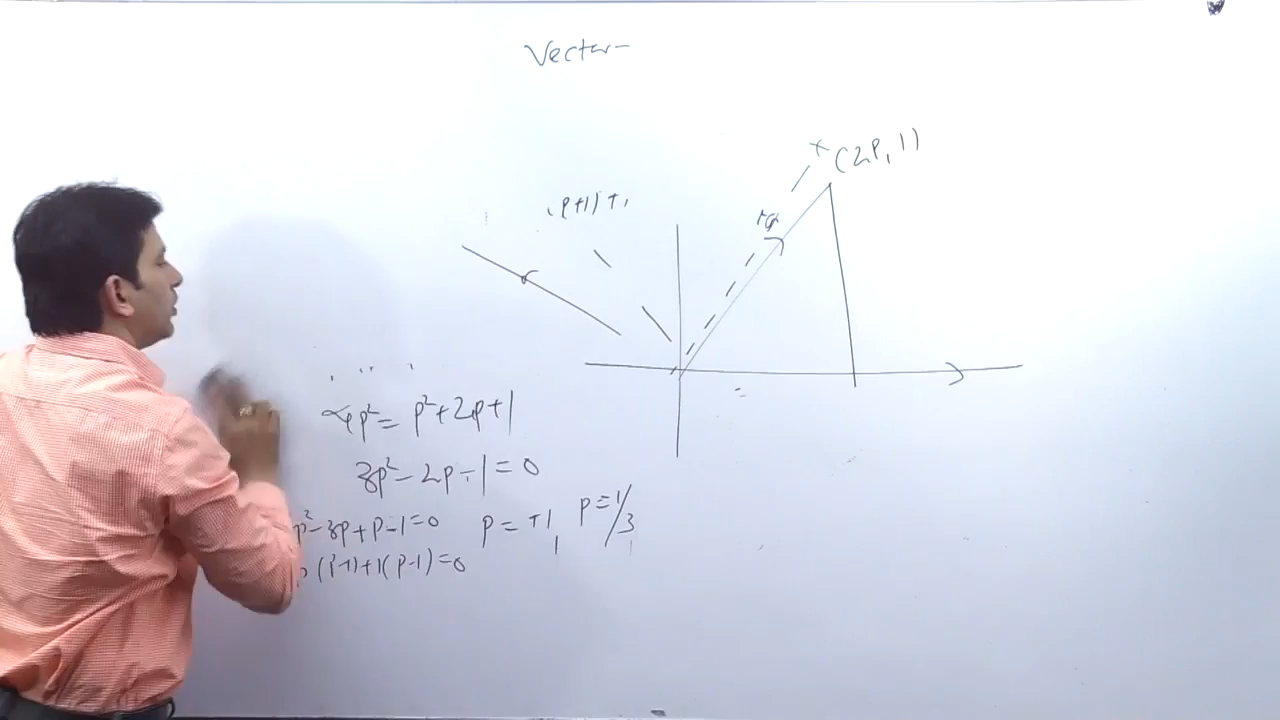 Vector
(2P, 1)
(P+1)
4p²= p²+2p+1
3p²-2p-1=0
p²-3p+p-1=0 p = +1, p=1/3
p(p-1)+1(p-1)=0